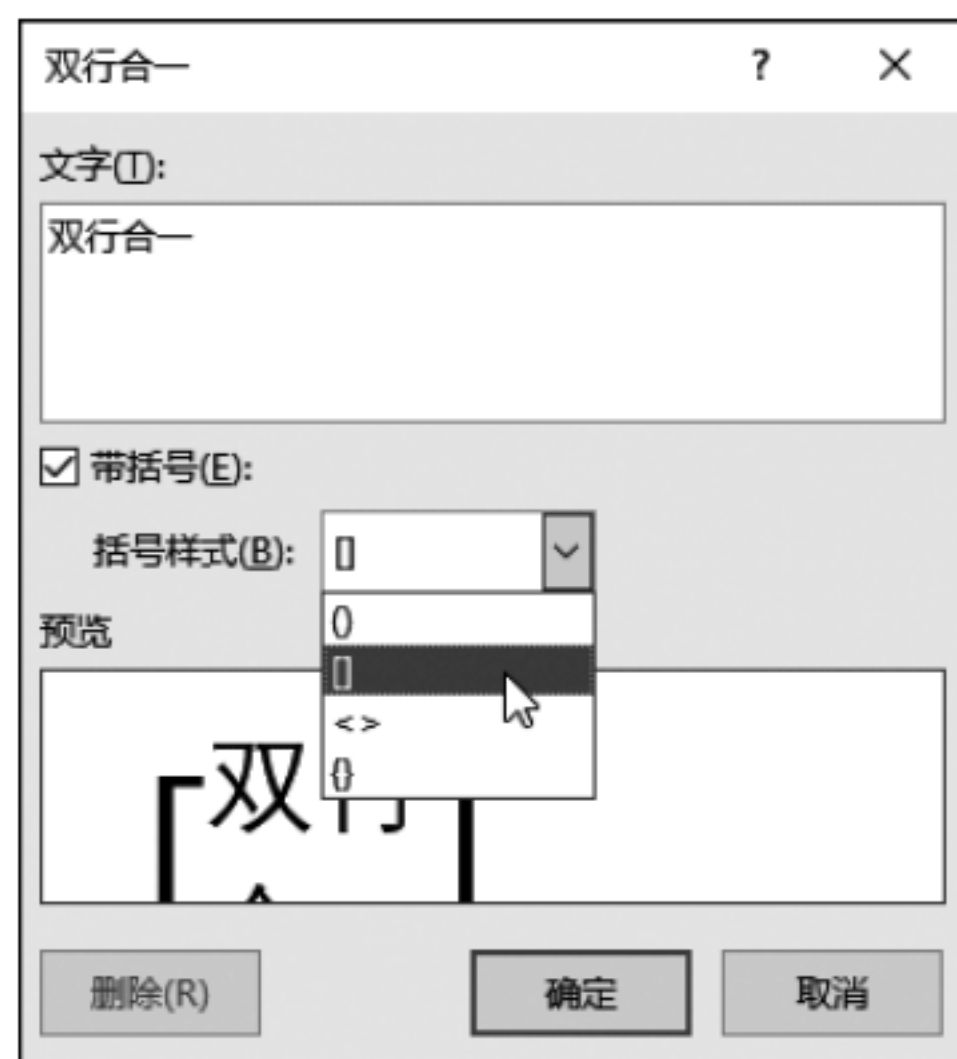 双行合一 ?
文字(T):
双行合一
带括号(E):
括号样式(B): []
()
[]
<>
{}
预览
双行
删除(R) 确定 取消